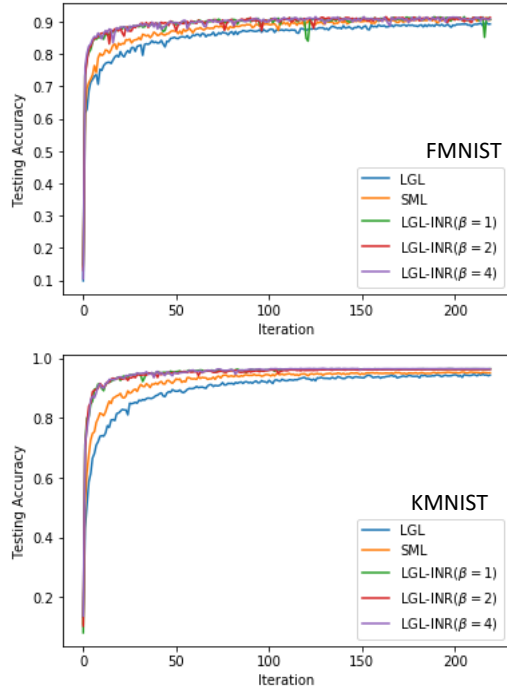 0.9
0.8
0.7
0.6
0.5
0.4
0.3
0.2
0.1
Testing Accuracy
FMNIST
LGL
SML
LGL-INR(β = 1)
LGL-INR(β = 2)
LGL-INR(β = 4)
0 50 100 150 200
Iteration
1.0
0.8
0.6
0.4
0.2
Testing Accuracy
KMNIST
LGL
SML
LGL-INR(β = 1)
LGL-INR(β = 2)
LGL-INR(β = 4)
0 50 100 150 200
Iteration